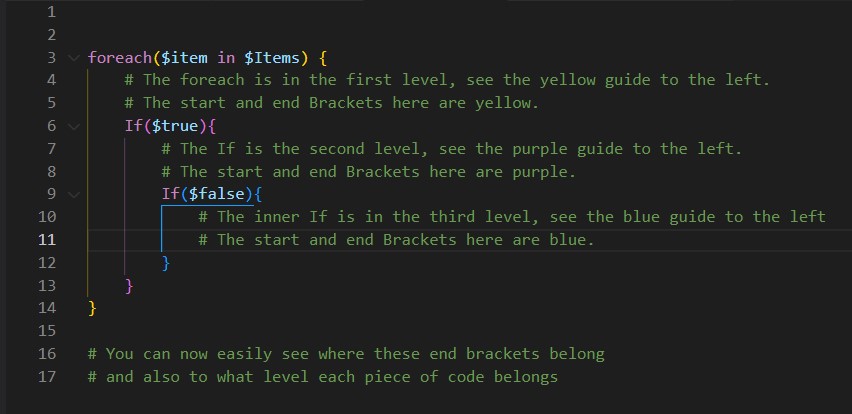 1
2
3 foreach($item in $Items) {
4 # The foreach is in the first level, see the yellow guide to the left.
5 # The start and end Brackets here are yellow.
6 If($true){
7 # The If is the second level, see the purple guide to the left.
8 # The start and end Brackets here are purple.
9 If($false){
10 # The inner If is in the third level, see the blue guide to the left
11 # The start and end Brackets here are blue.
12 }
13 }
14 }
15
16 # You can now easily see where these end brackets belong
17 # and also to what level each piece of code belongs